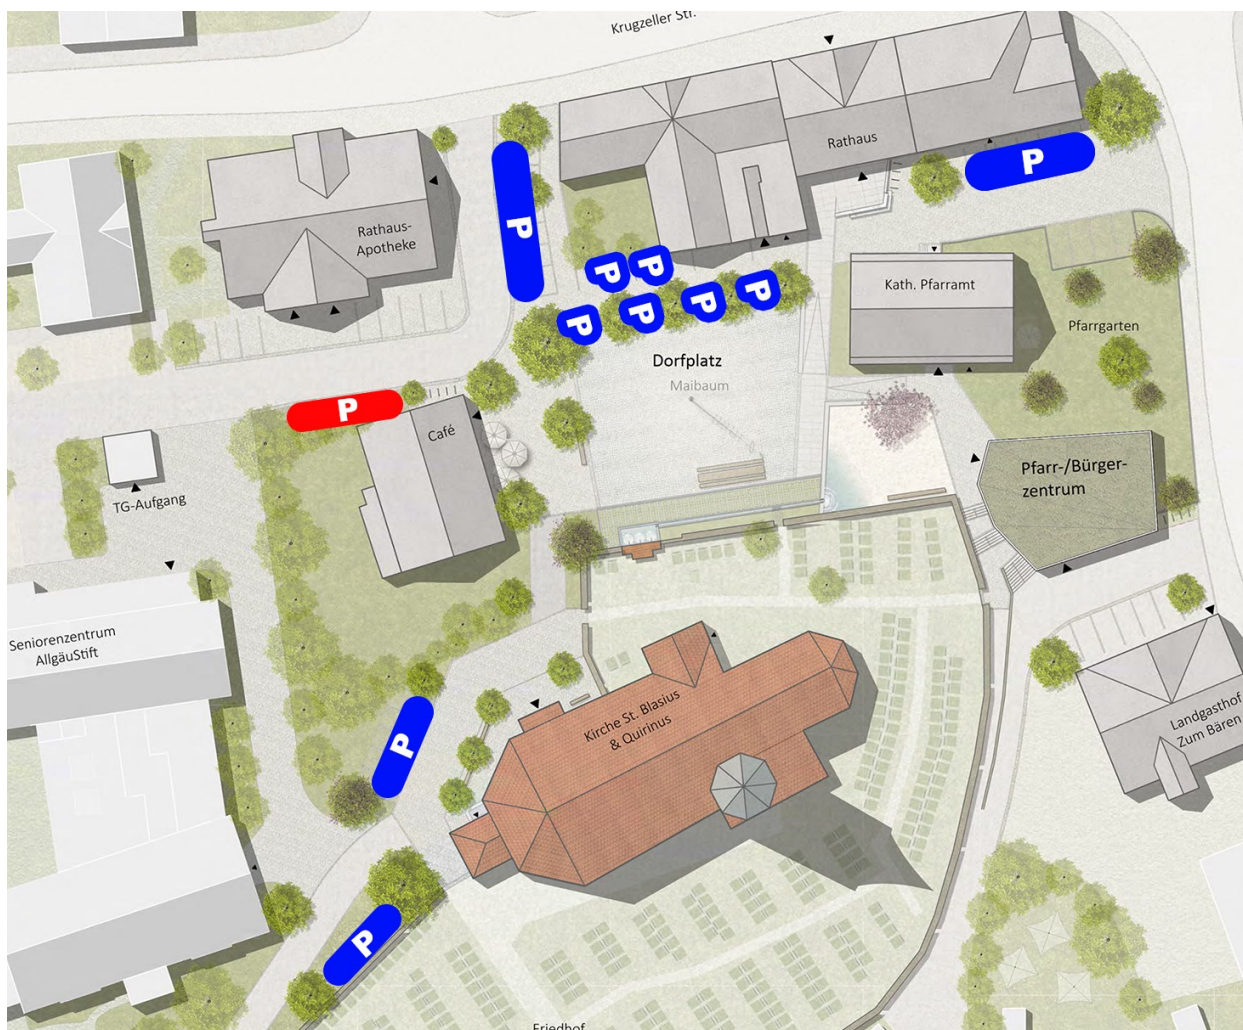 Krugzeller Str.
Rathaus
P
Rathaus-
Apotheke
P
P
P
P
P
P
P
Kath. Pfarramt
Pfarrgarten
Dorfplatz
Maibaum
P
Café
TG-Aufgang
Pfarr-/Bürger-
zentrum
Seniorenzentrum
AllgäuStift
Kirche St. Blasius
& Quirinus
P
Landgasthof
Zum Bären
P
Friedhof